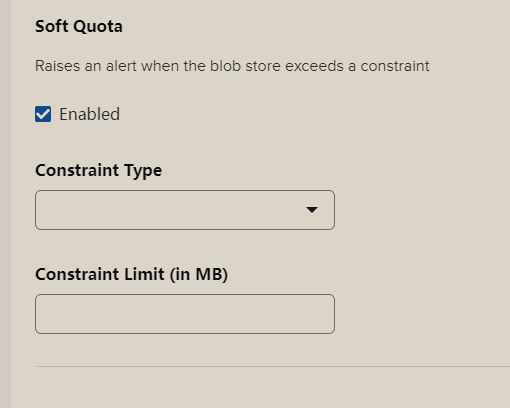 Soft Quota
Raises an alert when the blob store exceeds a constraint
Enabled
Constraint Type
Constraint Limit (in MB)